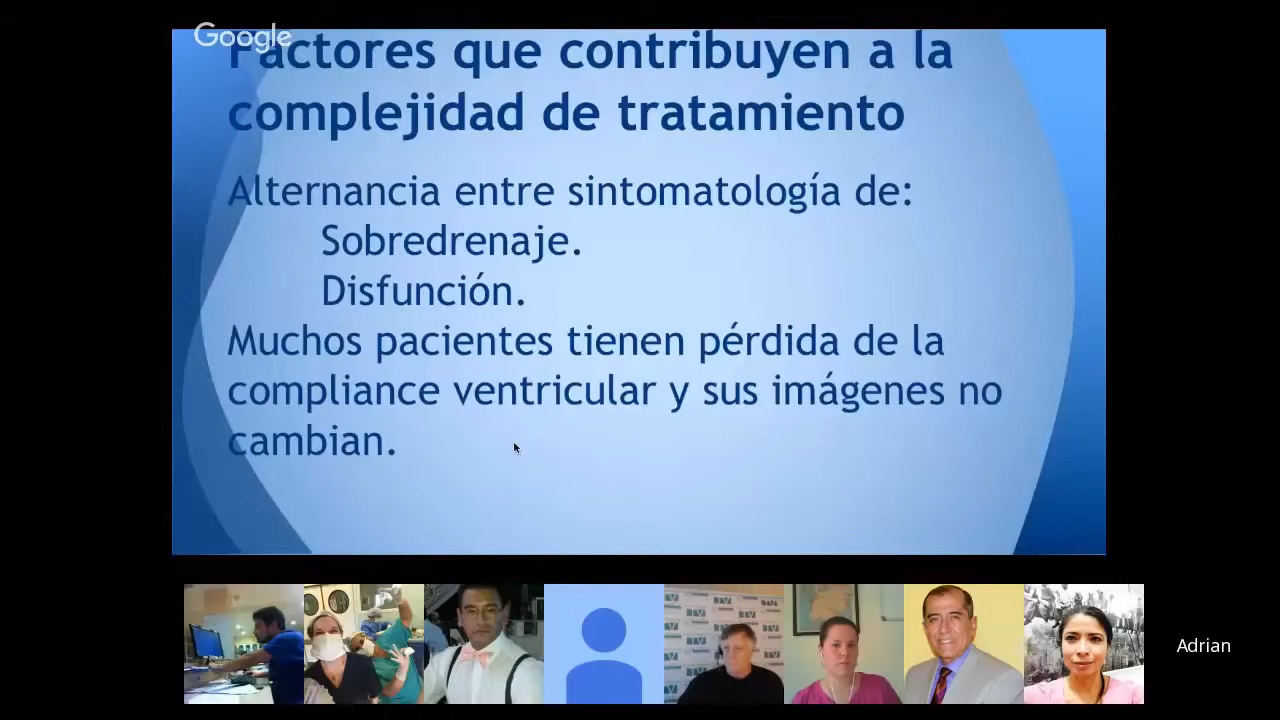 Google
Factores que contribuyen a la
complejidad de tratamiento
Alternancia entre sintomatología de:
Sobredrenaje.
Disfunción.
Muchos pacientes tienen pérdida de la
compliance ventricular y sus imágenes no
cambian.
Adrian